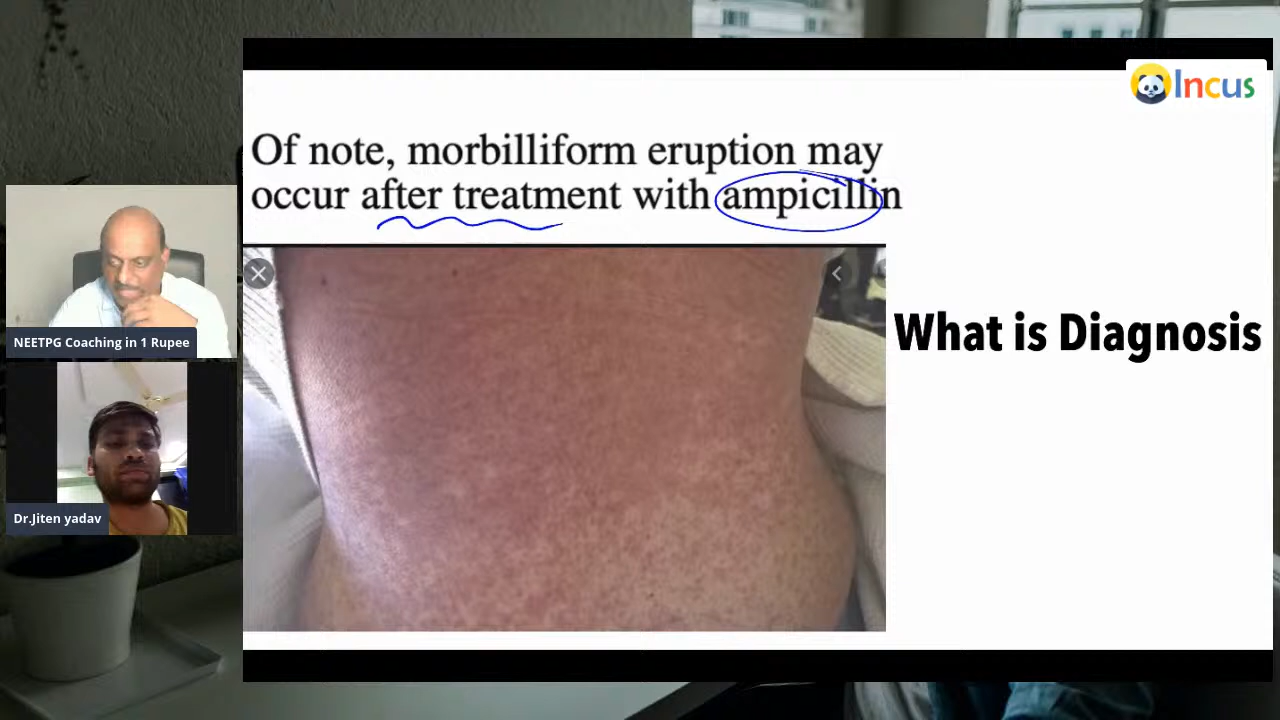 Incus
Of note, morbilliform eruption may
occur after treatment with ampicillin
What is Diagnosis
NEETPG Coaching in 1 Rupee
Dr.Jiten yadav